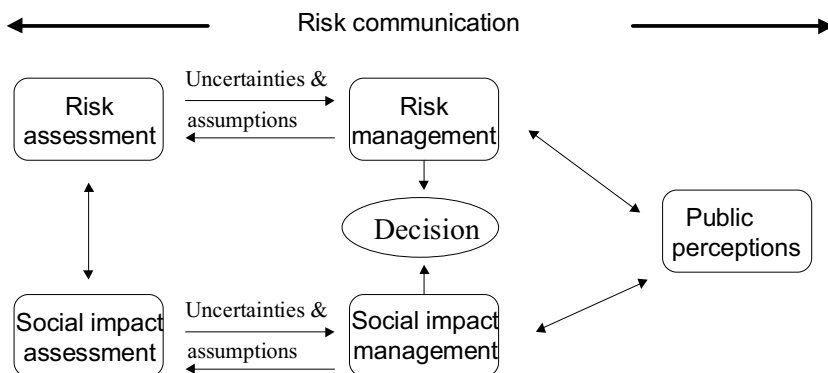 Risk communication
Uncertainties &
assumptions
Risk
assessment
Risk
management
Decision
Public
perceptions
Uncertainties &
assumptions
Social impact
assessment
Social impact
management